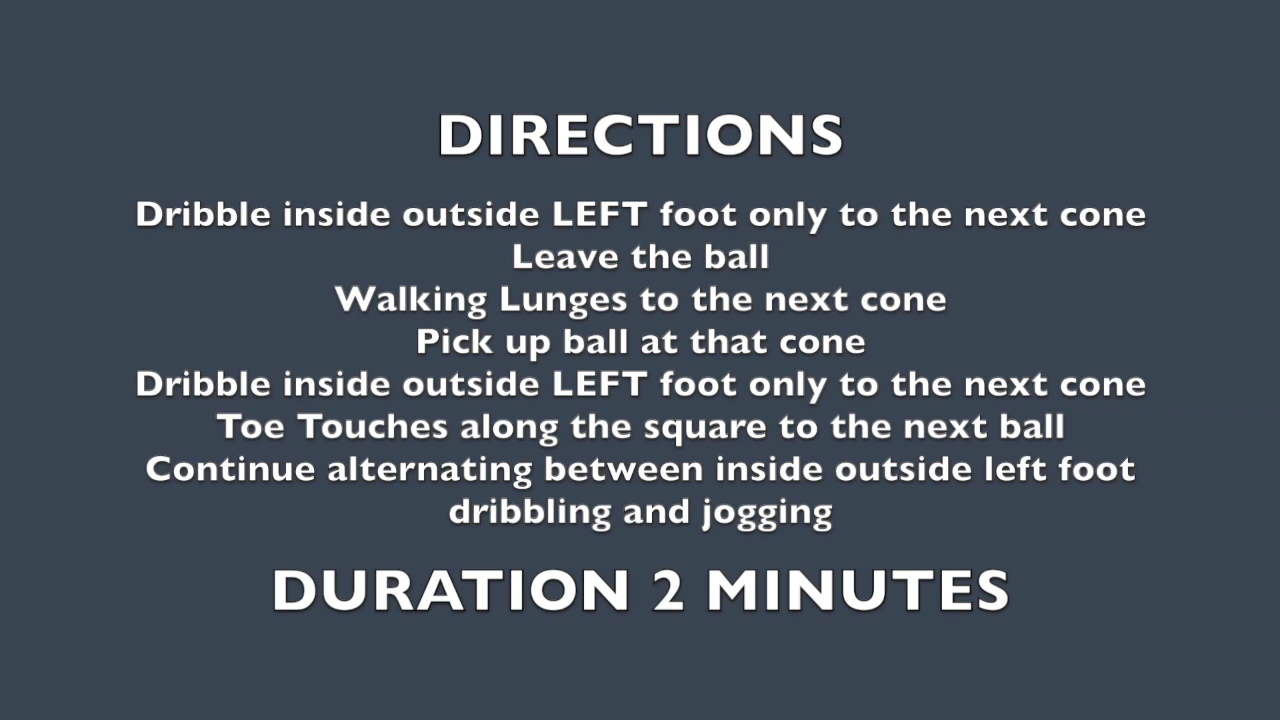 DIRECTIONS
Dribble inside outside LEFT foot only to the next cone
Leave the ball
Walking Lunges to the next cone
Pick up ball at that cone
Dribble inside outside LEFT foot only to the next cone
Toe Touches along the square to the next ball
Continue alternating between inside outside left foot
dribbling and jogging
DURATION 2 MINUTES